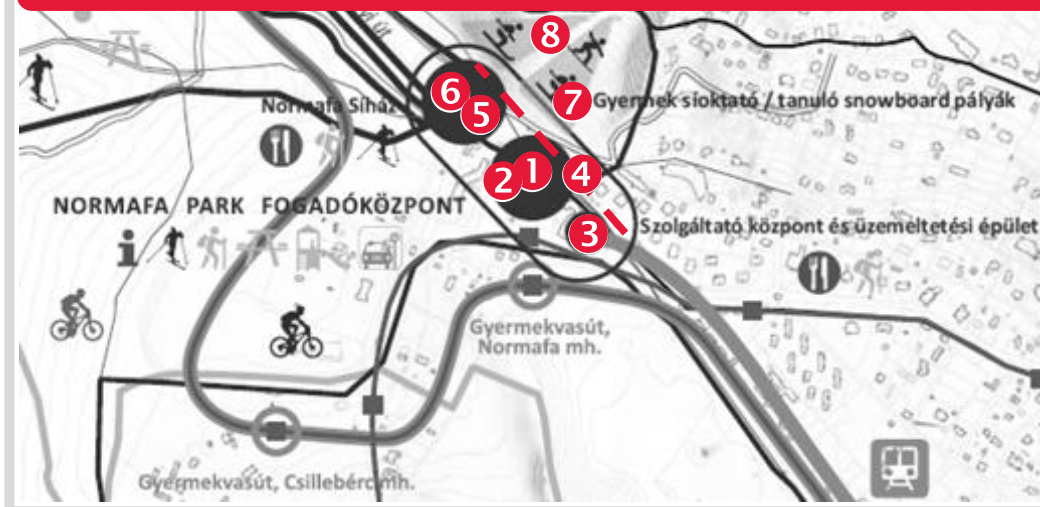 út
8
6
5
7
Normafa Síház
Gyermek síoktató / tanuló snowboard pályák
1
2
4
NORMAFA PARK FOGADÓKÖZPONT
3
Szolgáltató központ és üzemeltetési épület
Gyermekvasút,
Normafa mh.
Gyermekvasút, Csillebérc mh.